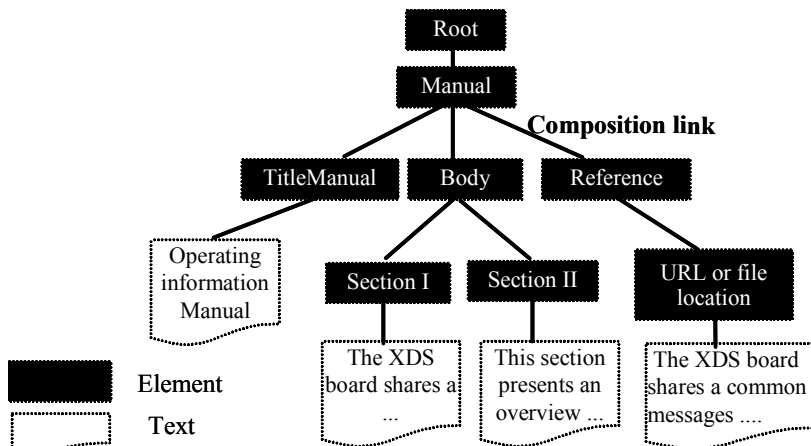 Root
Manual
Composition link
TitleManual
Body
Reference
Operating
information
Manual
Section I
Section II
URL or file
location
The XDS
board shares a
...
This section
presents an
overview ...
The XDS board
shares a common
messages ....
Element
Text